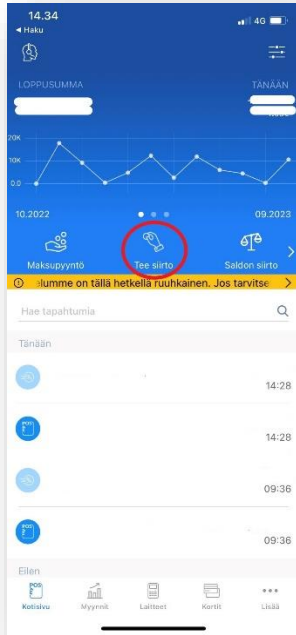 14.34
4G
◄ Haku
LOPPUSUMMA
TÄNÄÄN
20K
10K
0.0
10.2022
09.2023
Maksupyyntö
Tee siirto
Saldon siirto
elumme on tällä hetkellä ruuhkainen. Jos tarvitse
Hae tapahtumia
Tänään
14:28
POS
14:28
09:36
POS
09:36
Eilen
POS
Kotisivu
Myynnit
Laitteet
Kortit
Lisää